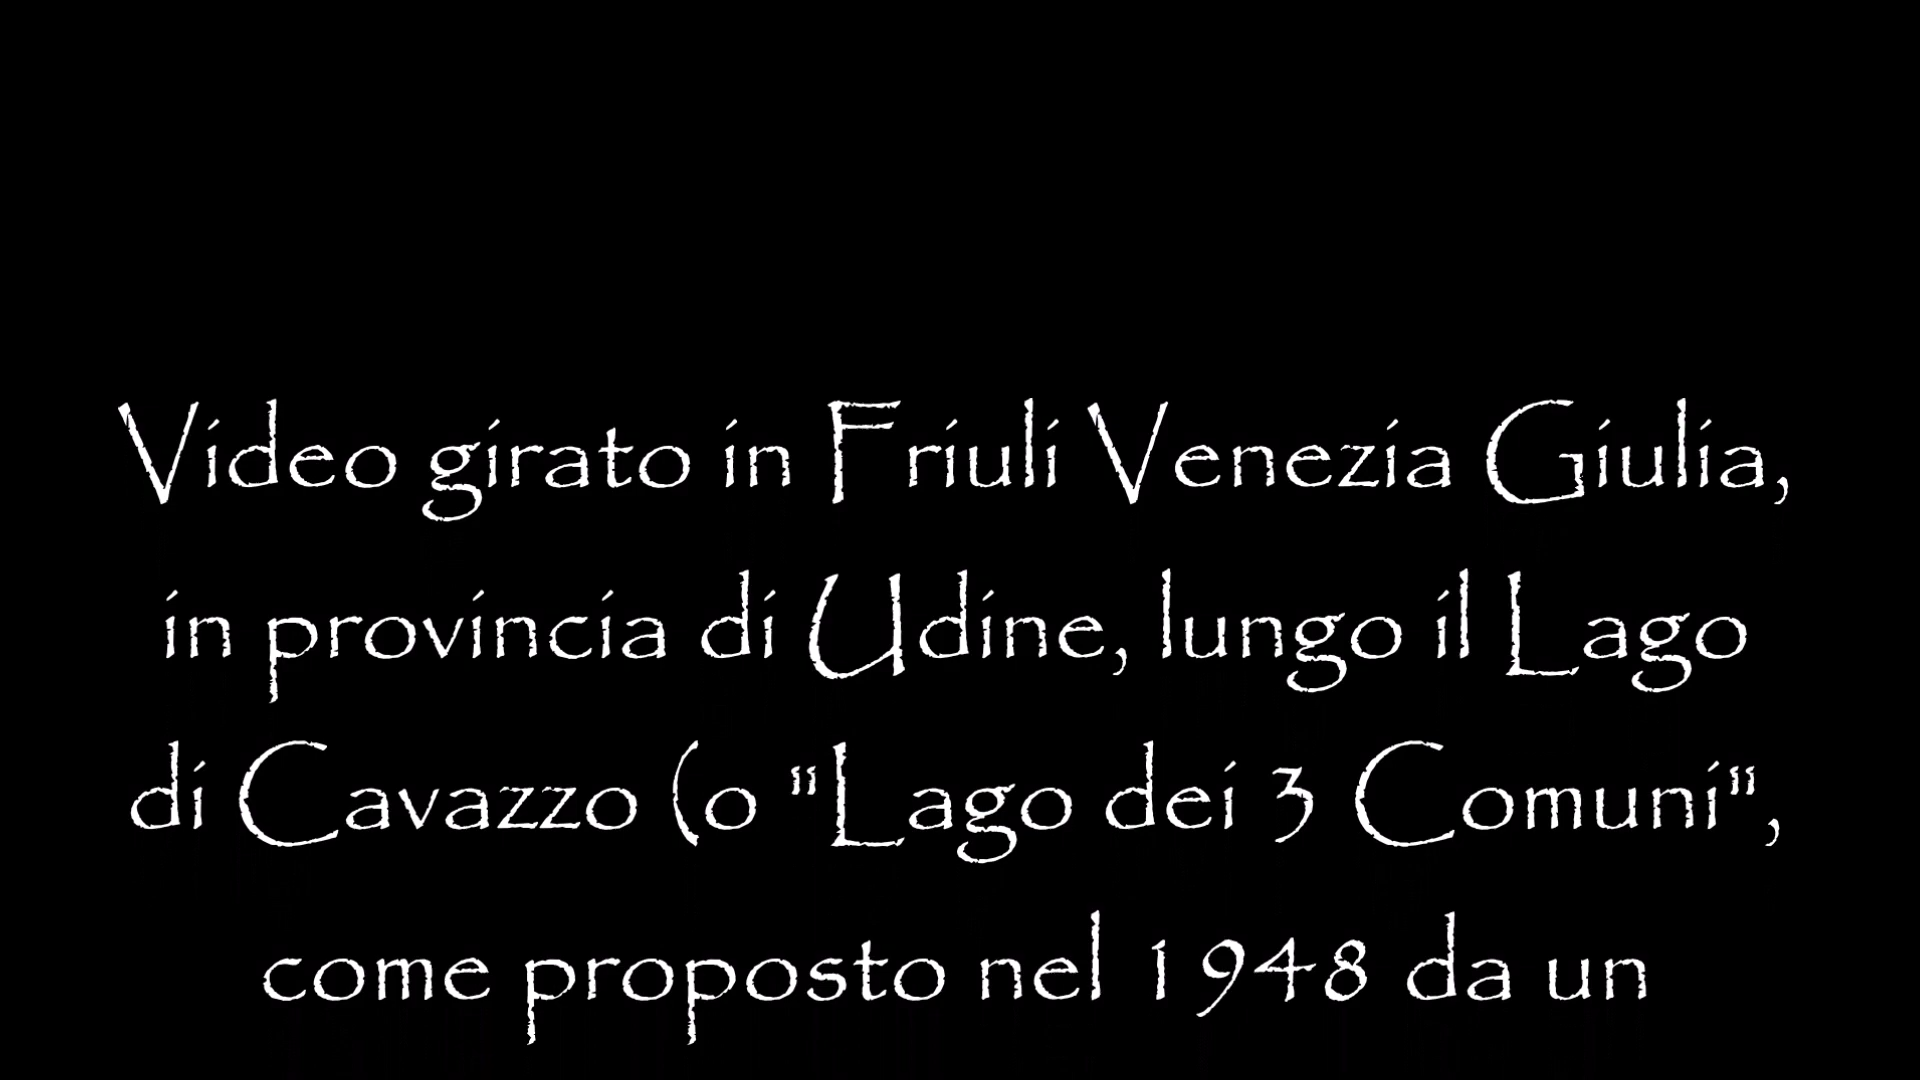 Video girato in Friuli Venezia Giulia,
in provincia di Udine, lungo il Lago
di Cavazzo (o "Lago dei 3 Comuni",
come proposto nel 1948 da un